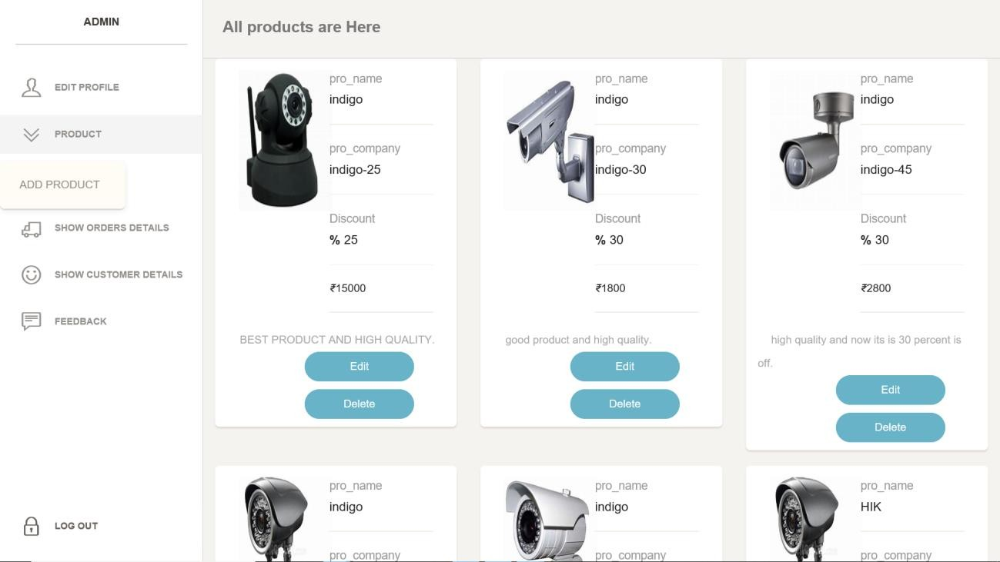 ADMIN
EDIT PROFILE
PRODUCT
ADD PRODUCT
SHOW ORDERS DETAILS
SHOW CUSTOMER DETAILS
FEEDBACK
LOG OUT
All products are Here
pro_name
indigo
pro_company
indigo-25
Discount
% 25
₹15000
BEST PRODUCT AND HIGH QUALITY.
Edit
Delete
pro_name
indigo
pro_company
indigo-30
Discount
% 30
₹1800
good product and high quality.
Edit
Delete
pro_name
indigo
pro_company
indigo-45
Discount
% 30
₹2800
high quality and now its is 30 percent is
off.
Edit
Delete
pro_name
indigo
pro_company
pro_name
indigo
pro_company
pro_name
HIK
pro_company